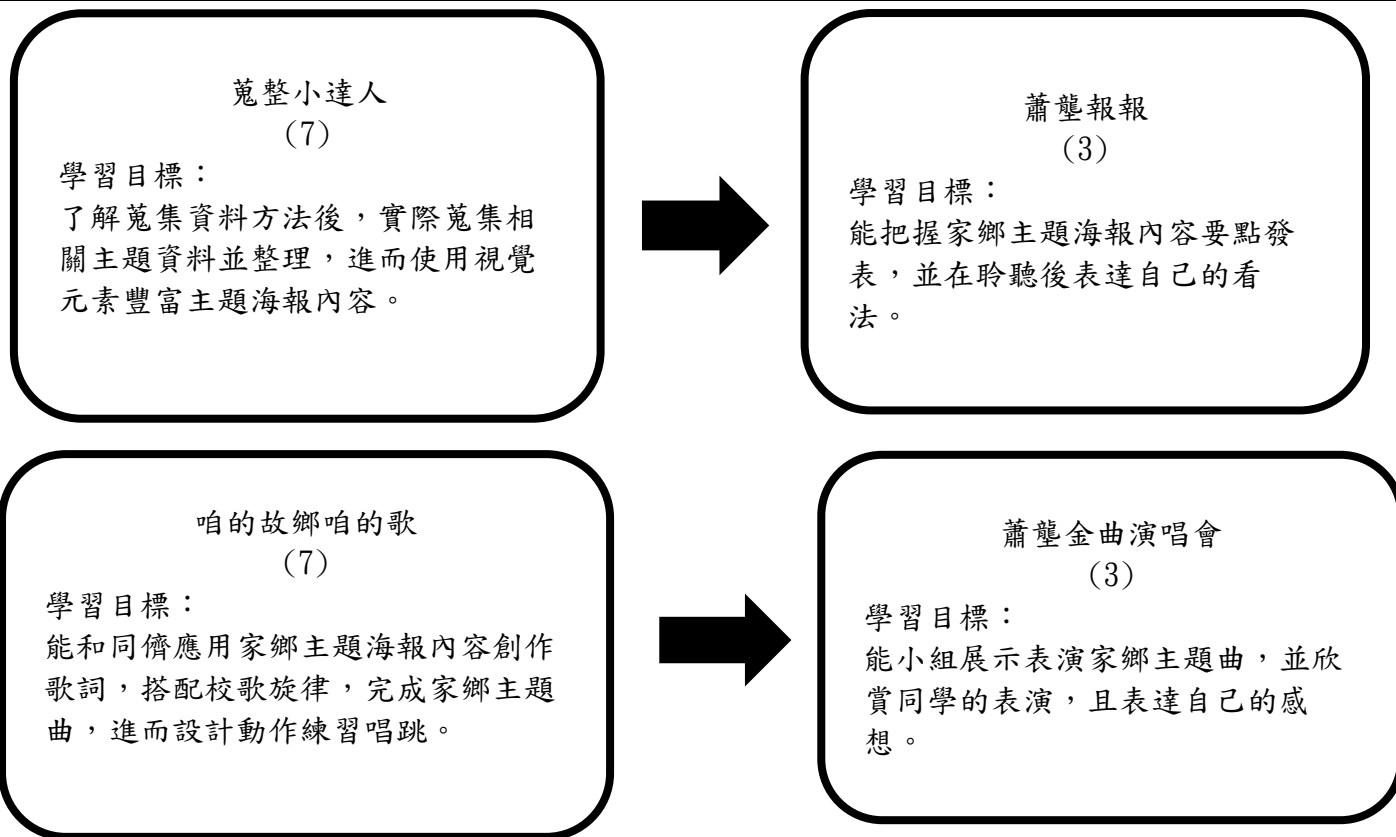 蒐整小達人
(7)
學習目標：
了解蒐集資料方法後，實際蒐集相
關主題資料並整理，進而使用視覺
元素豐富主題海報內容。
蕭壠報報
(3)
學習目標：
能把握家鄉主題海報內容要點發
表，並在聆聽後表達自己的看
法。
咱的故鄉咱的歌
(7)
學習目標：
能和同儕應用家鄉主題海報內容創作
歌詞，搭配校歌旋律，完成家鄉主題
曲，進而設計動作練習唱跳。
蕭壠金曲演唱會
(3)
學習目標：
能小組展示表演家鄉主題曲，並欣
賞同學的表演，且表達自己的感
想。